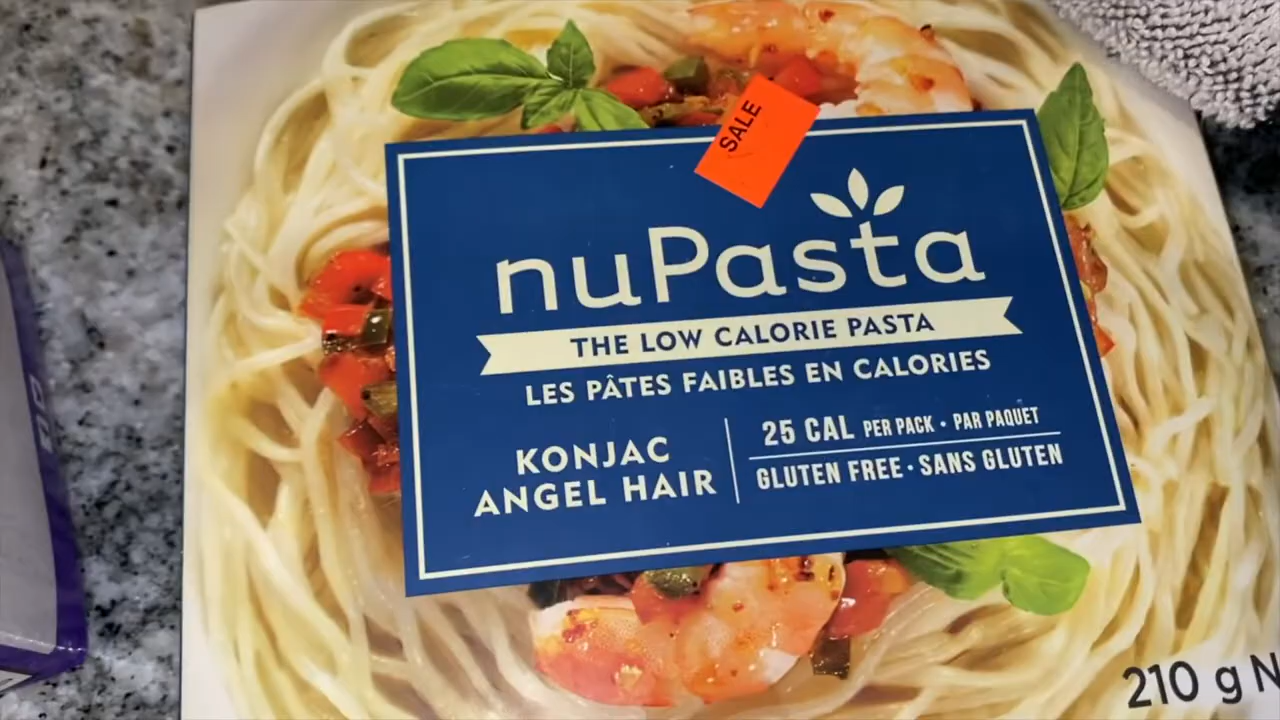 SALE
nuPasta
THE LOW CALORIE PASTA
LES PÂTES FAIBLES EN CALORIES
KONJAC
ANGEL HAIR
25 CAL PER PACK • PAR PAQUET
GLUTEN FREE • SANS GLUTEN
210 g N